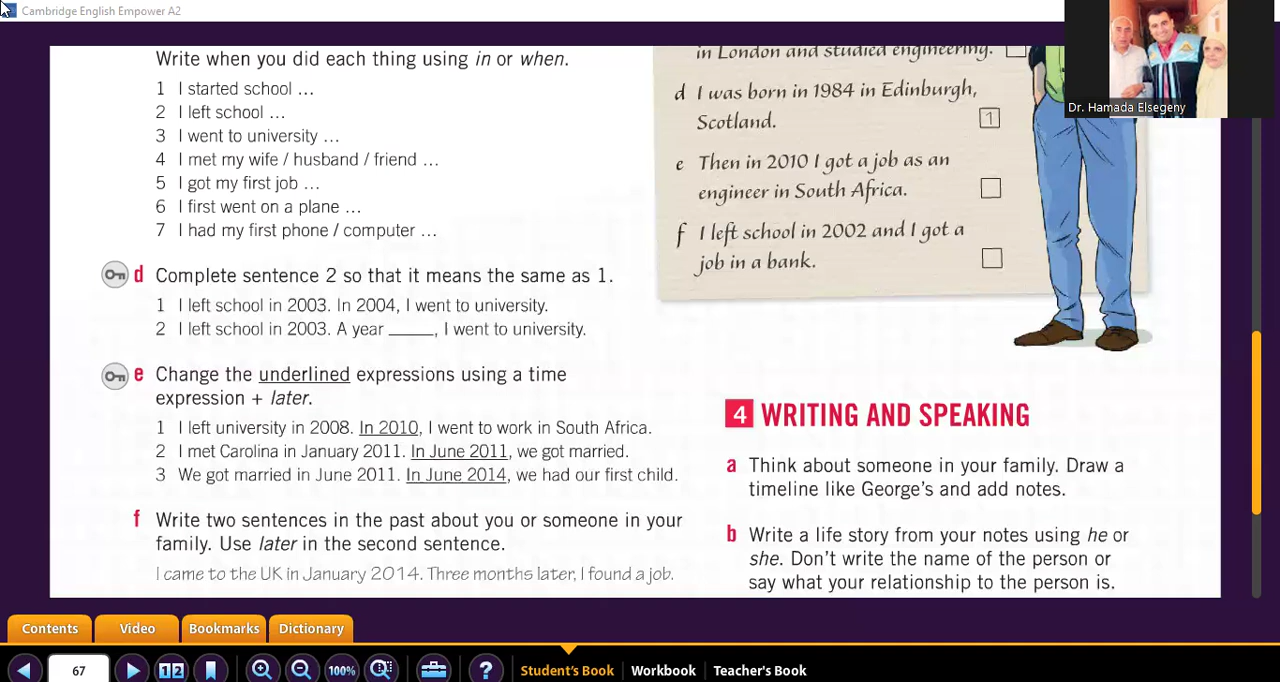 Cambridge English Empower A2
Write when you did each thing using in or when.
1 I started school ...
2 I left school ...
3 I went to university ...
4 I met my wife / husband / friend ...
5 I got my first job ...
6 I first went on a plane ...
7 I had my first phone / computer ...
d Complete sentence 2 so that it means the same as 1.
1 I left school in 2003. In 2004, I went to university.
2 I left school in 2003. A year _____, I went to university.
e Change the underlined expressions using a time
expression + later.
1 I left university in 2008. In 2010, I went to work in South Africa.
2 I met Carolina in January 2011. In June 2011, we got married.
3 We got married in June 2011. In June 2014, we had our first child.
f Write two sentences in the past about you or someone in your
family. Use later in the second sentence.
I came to the UK in January 2014. Three months later, I found a job.
in London and studied engineering.
d I was born in 1984 in Edinburgh,
Scotland.
1
e Then in 2010 I got a job as an
engineer in South Africa.
f I left school in 2002 and I got a
job in a bank.
4 WRITING AND SPEAKING
a Think about someone in your family. Draw a
timeline like George's and add notes.
b Write a life story from your notes using he or
she. Don't write the name of the person or
say what your relationship to the person is.
Dr. Hamada Elsegeny
Contents Video Bookmarks Dictionary
67 1 2 100% ? Student's Book Workbook Teacher's Book